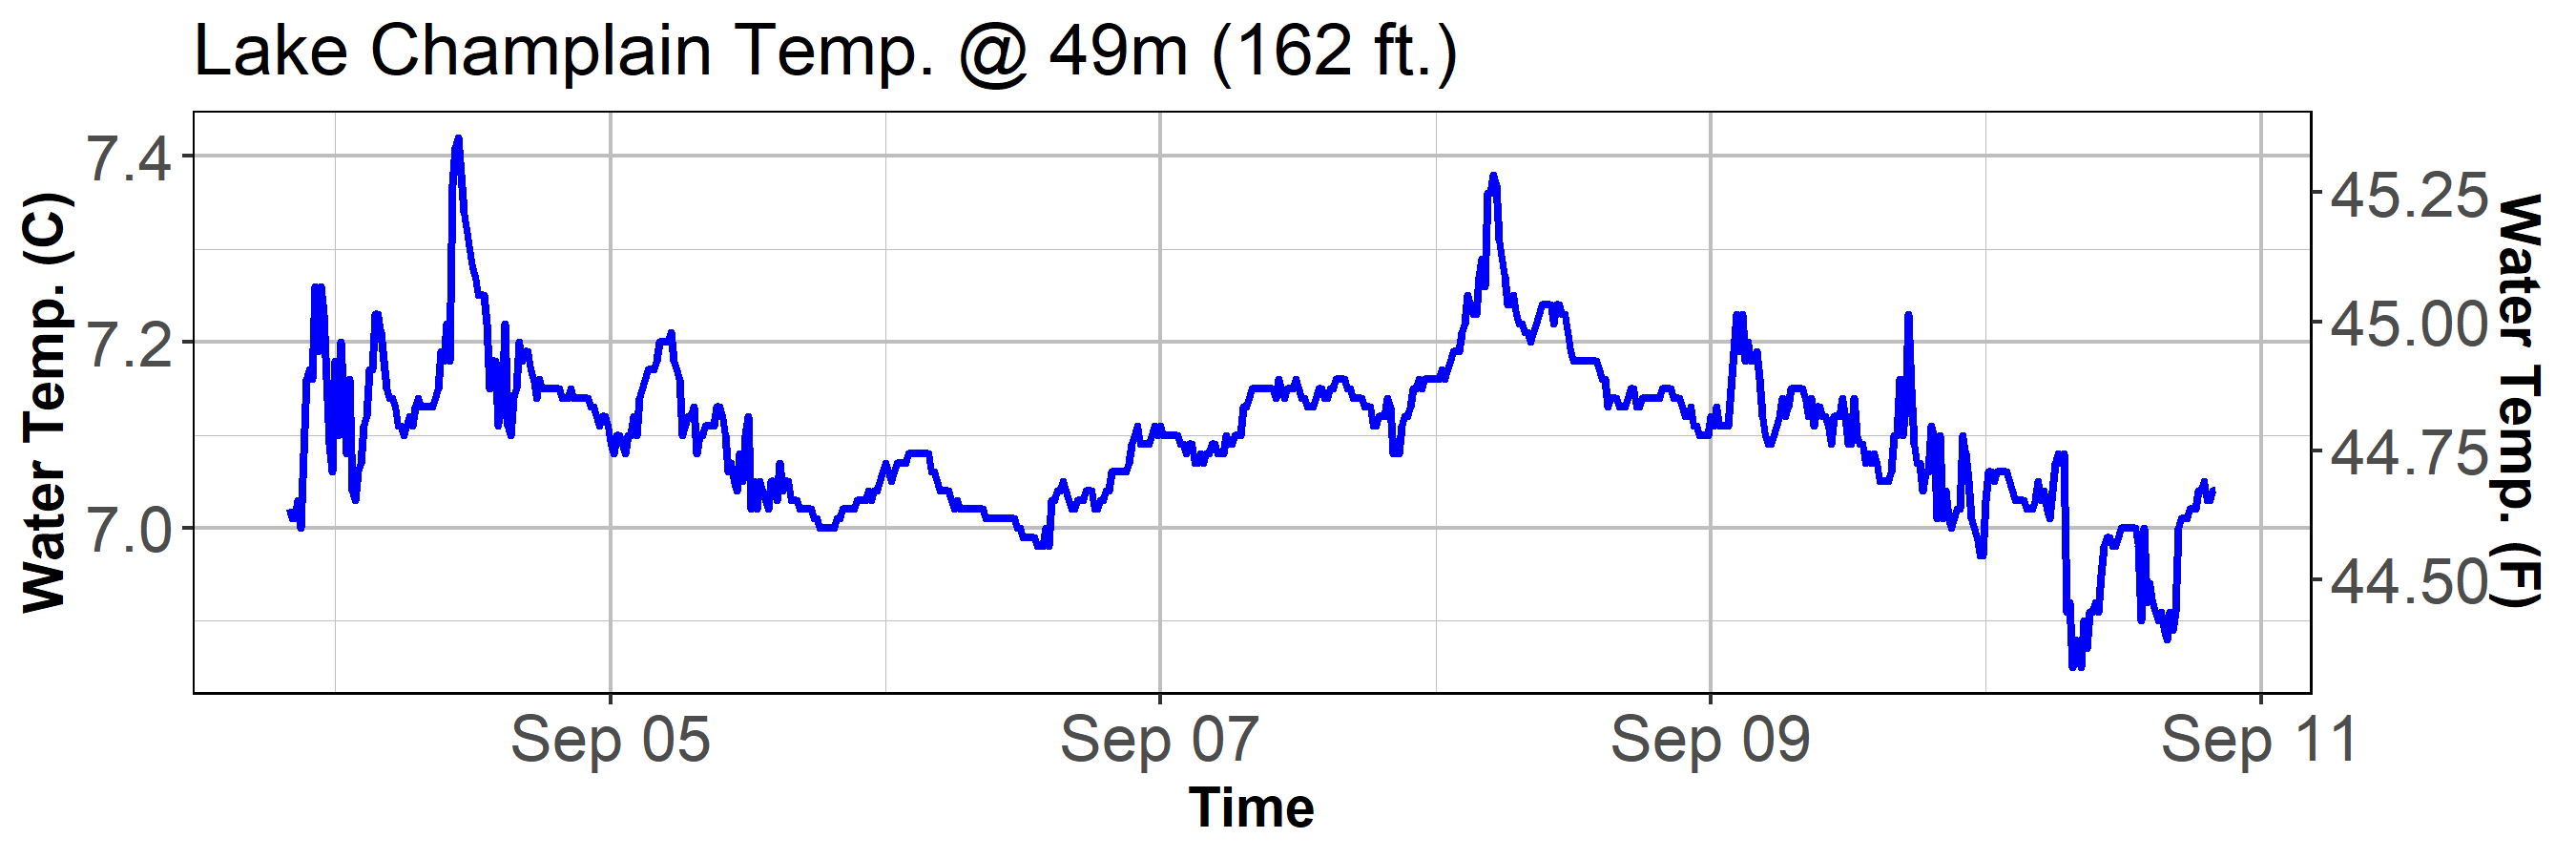 Lake Champlain Temp. @ 49m (162 ft.)
Water Temp. (C)
7.4
7.2
7.0
45.25
45.00
44.75
44.50
Water Temp. (F)
Sep 05 Sep 07 Sep 09 Sep 11
Time